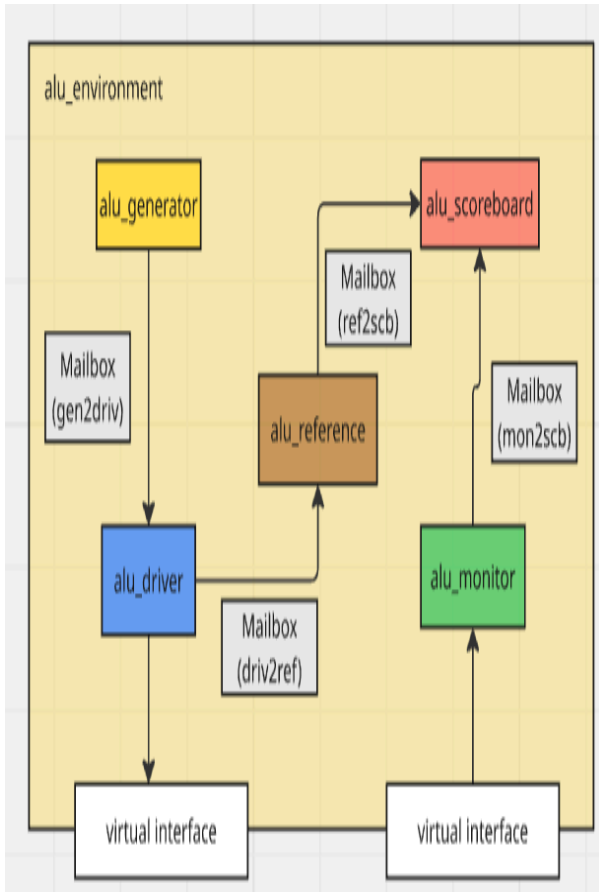 alu_environment
alu_generator
alu_scoreboard
Mailbox
(ref2scb)
Mailbox
(gen2driv)
alu_reference
Mailbox
(mon2scb)
alu_driver
alu_monitor
Mailbox
(driv2ref)
virtual interface
virtual interface